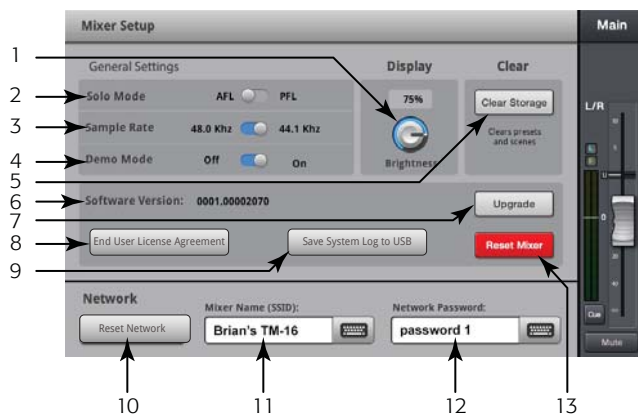 Mixer Setup
Main
General Settings
Display
Clear
1
2
3
4
5
6
7
8
9
Solo Mode AFL PFL
75%
Clear Storage
L/R
Sample Rate 48.0 Khz 44.1 Khz
Clears presets
and scenes
Demo Mode Off On
Brightness
Software Version: 0001.00002070
Upgrade
U
0
End User License Agreement
Save System Log to USB
Reset Mixer
Network
Mixer Name (SSID):
Network Password:
Reset Network
Brian's TM-16
password 1
Cue
Mute
10 11 12 13